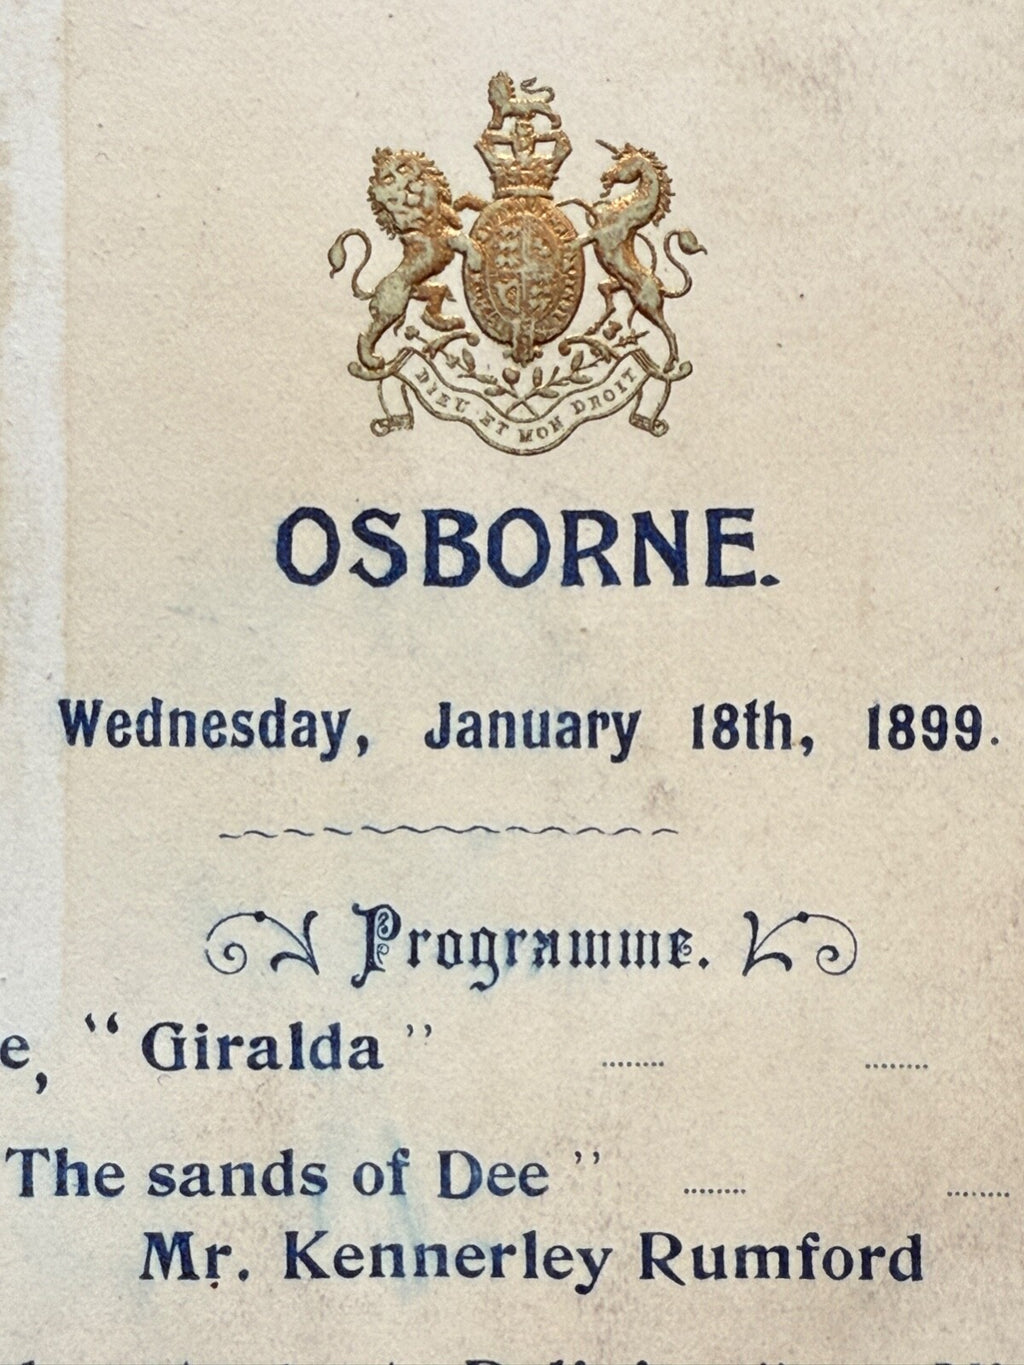 DIEU ET MON DROIT
OSBORNE.
Wednesday, January 18th, 1899.
Programme.
e, "Giralda" ........ ........
The sands of Dee" ........ ........
Mr. Kennerley Rumford